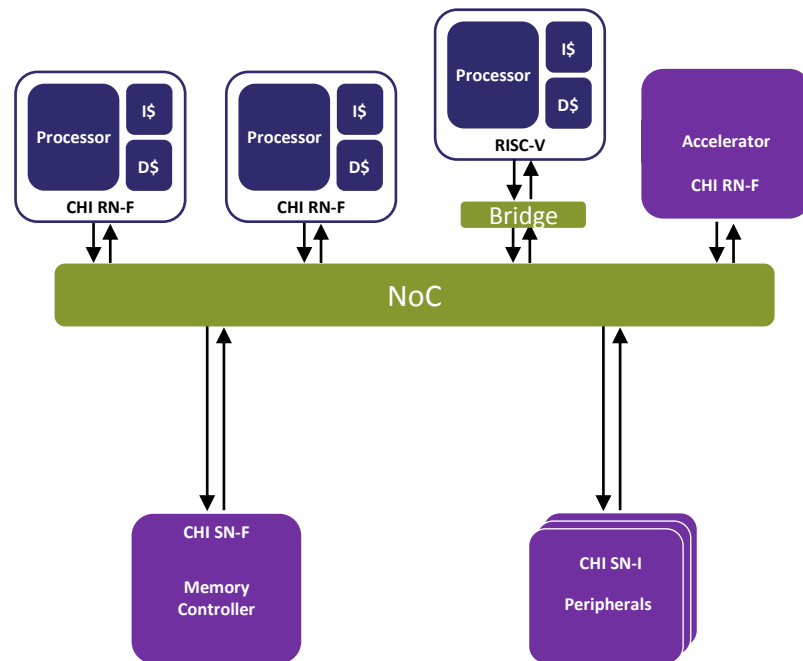 Processor
I$
D$
CHI RN-F
Processor
I$
D$
CHI RN-F
Processor
I$
D$
RISC-V
Bridge
Accelerator
CHI RN-F
NoC
CHI SN-F
Memory
Controller
CHI SN-I
Peripherals